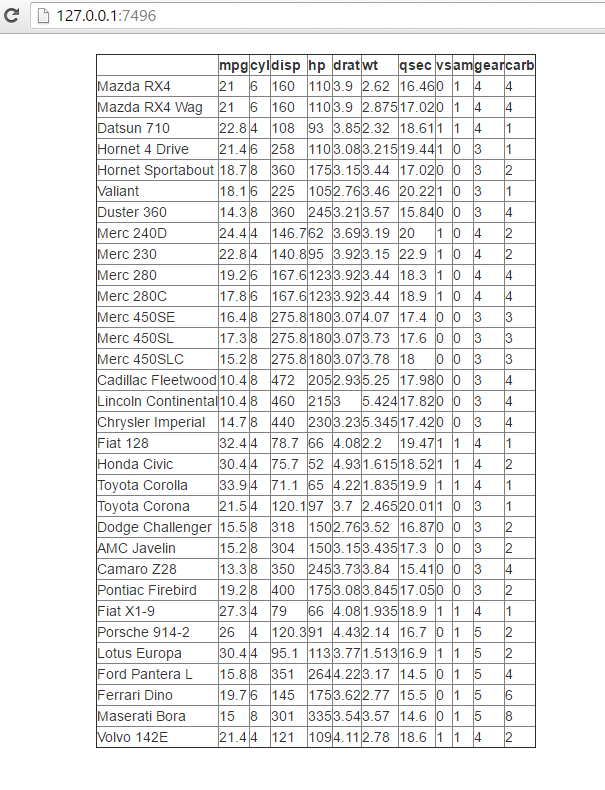 127.0.0.1:7496
mpg cyl disp hp drat wt qsec vs am gear carb
Mazda RX4 21 6 160 110 3.9 2.62 16.46 0 1 4 4
Mazda RX4 Wag 21 6 160 110 3.9 2.875 17.02 0 1 4 4
Datsun 710 22.8 4 108 93 3.85 2.32 18.61 1 1 4 1
Hornet 4 Drive 21.4 6 258 110 3.08 3.215 19.44 1 0 3 1
Hornet Sportabout 18.7 8 360 175 3.15 3.44 17.02 0 0 3 2
Valiant 18.1 6 225 105 2.76 3.46 20.22 1 0 3 1
Duster 360 14.3 8 360 245 3.21 3.57 15.84 0 0 3 4
Merc 240D 24.4 4 146.7 62 3.69 3.19 20 1 0 4 2
Merc 230 22.8 4 140.8 95 3.92 3.15 22.9 1 0 4 2
Merc 280 19.2 6 167.6 123 3.92 3.44 18.3 1 0 4 4
Merc 280C 17.8 6 167.6 123 3.92 3.44 18.9 1 0 4 4
Merc 450SE 16.4 8 275.8 180 3.07 4.07 17.4 0 0 3 3
Merc 450SL 17.3 8 275.8 180 3.07 3.73 17.6 0 0 3 3
Merc 450SLC 15.2 8 275.8 180 3.07 3.78 18 0 0 3 3
Cadillac Fleetwood 10.4 8 472 205 2.93 5.25 17.98 0 0 3 4
Lincoln Continental 10.4 8 460 215 3 5.424 17.82 0 0 3 4
Chrysler Imperial 14.7 8 440 230 3.23 5.345 17.42 0 0 3 4
Fiat 128 32.4 4 78.7 66 4.08 2.2 19.47 1 1 4 1
Honda Civic 30.4 4 75.7 52 4.93 1.615 18.52 1 1 4 2
Toyota Corolla 33.9 4 71.1 65 4.22 1.835 19.9 1 1 4 1
Toyota Corona 21.5 4 120.1 97 3.7 2.465 20.01 1 0 3 1
Dodge Challenger 15.5 8 318 150 2.76 3.52 16.87 0 0 3 2
AMC Javelin 15.2 8 304 150 3.15 3.435 17.3 0 0 3 2
Camaro Z28 13.3 8 350 245 3.73 3.84 15.41 0 0 3 4
Pontiac Firebird 19.2 8 400 175 3.08 3.845 17.05 0 0 3 2
Fiat X1-9 27.3 4 79 66 4.08 1.935 18.9 1 1 4 1
Porsche 914-2 26 4 120.3 91 4.43 2.14 16.7 0 1 5 2
Lotus Europa 30.4 4 95.1 113 3.77 1.513 16.9 1 1 5 2
Ford Pantera L 15.8 8 351 264 4.22 3.17 14.5 0 1 5 4
Ferrari Dino 19.7 6 145 175 3.62 2.77 15.5 0 1 5 6
Maserati Bora 15 8 301 335 3.54 3.57 14.6 0 1 5 8
Volvo 142E 21.4 4 121 109 4.11 2.78 18.6 1 1 4 2